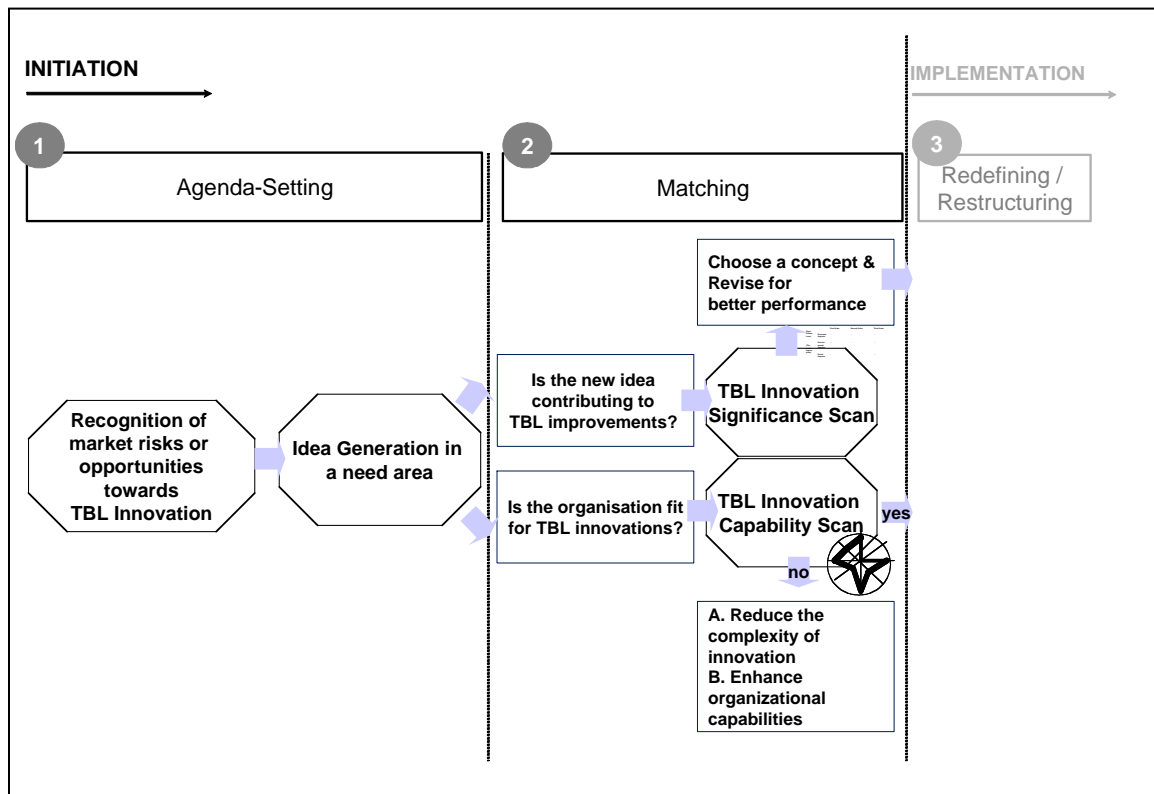 INITIATION
IMPLEMENTATION
1
Agenda-Setting
2
Matching
3
Redefining /
Restructuring
Choose a concept &
Revise for
better performance
Recognition of
market risks or
opportunities
towards
TBL Innovation
Idea Generation in
a need area
Is the new idea
contributing to
TBL improvements?
TBL Innovation
Significance Scan
Is the organisation fit
for TBL innovations?
TBL Innovation
Capability Scan
yes
no
A. Reduce the
complexity of
innovation
B. Enhance
organizational
capabilities